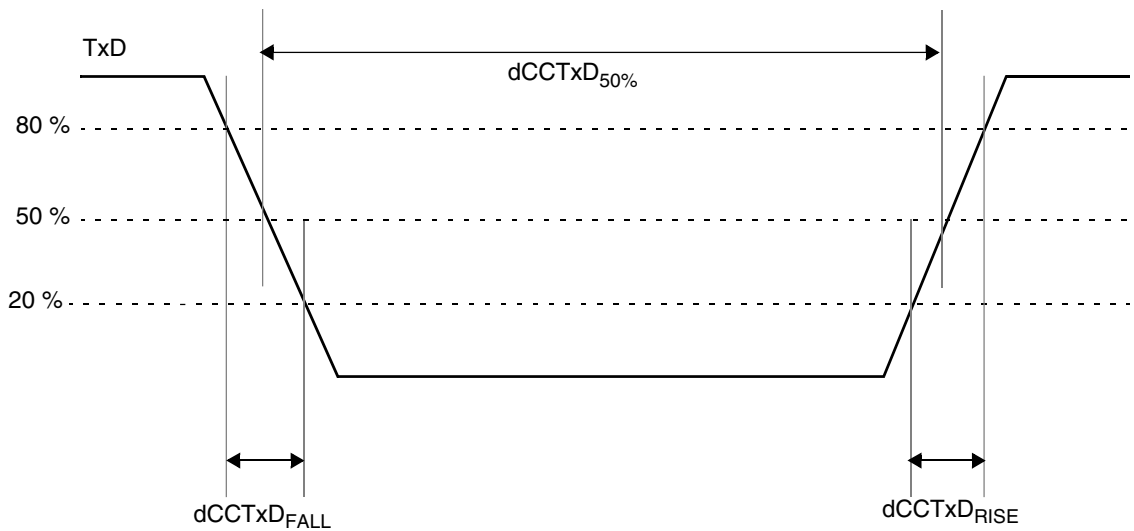 TxD
dCCTxD50%
80 %
50 %
20 %
dCCTxDFALL
dCCTxDRISE